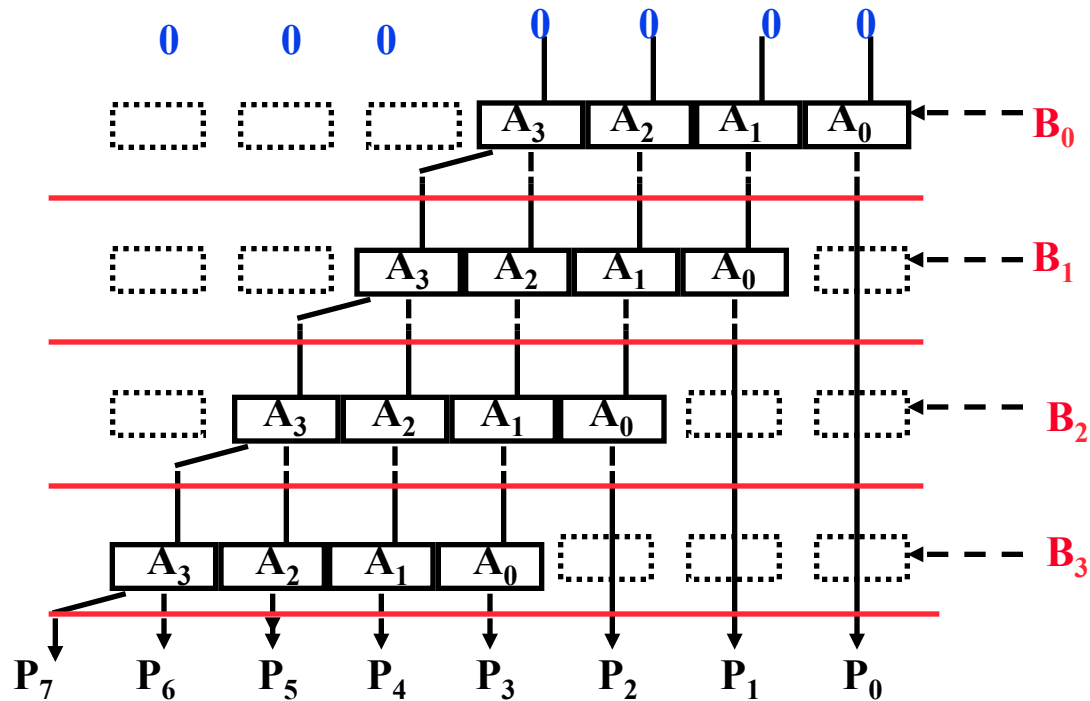 0 0 0 0 0 0 0
A₃ A₂ A₁ A₀ B₀
A₃ A₂ A₁ A₀ B₁
A₃ A₂ A₁ A₀ B₂
A₃ A₂ A₁ A₀ B₃
P₇ P₆ P₅ P₄ P₃ P₂ P₁ P₀